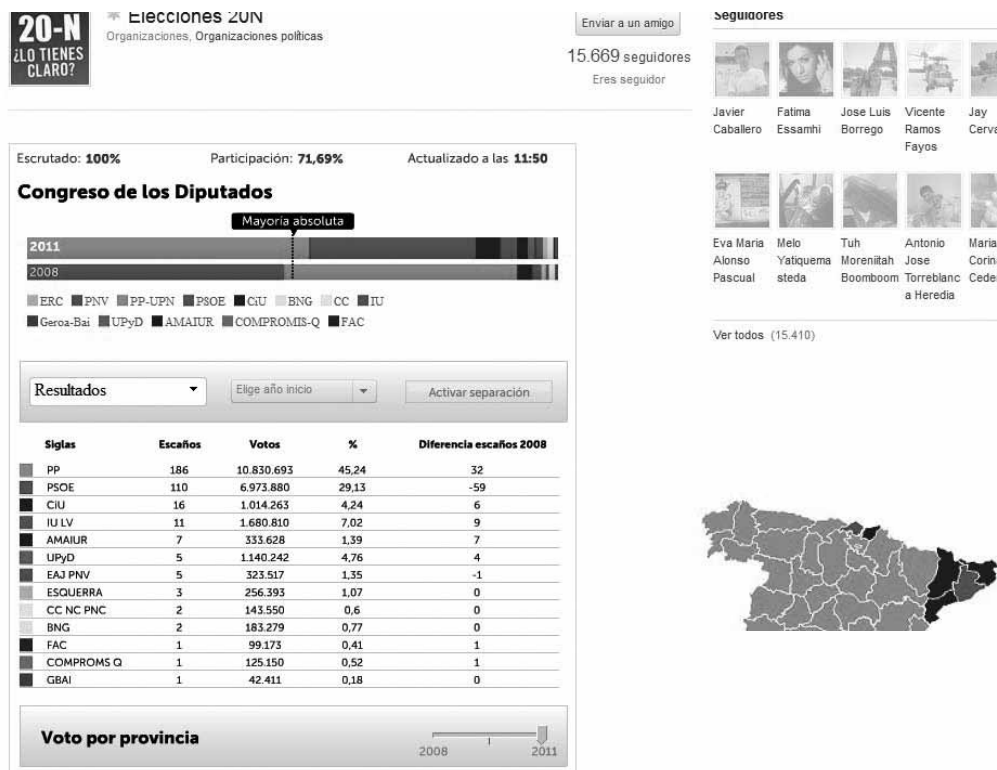 20-N
¿LO TIENES
CLARO?
Elecciones 20N
Organizaciones, Organizaciones políticas
Enviar a un amigo
15.669 seguidores
Eres seguidor
Escrutado: 100% Participación: 71,69% Actualizado a las 11:50
Congreso de los Diputados
Mayoría absoluta
2011
2008
ERC PNV PP-UPN PSOE CiU BNG CC IU
Geroa-Bai UPyD AMAIUR COMPROMIS-Q FAC
Resultados Elige año inicio Activar separación
Siglas Escaños Votos % Diferencia escaños 2008
PP 186 10.830.693 45,24 32
PSOE 110 6.973.880 29,13 -59
CiU 16 1.014.263 4,24 6
IU LV 11 1.680.810 7,02 9
AMAIUR 7 333.628 1,39 7
UPyD 5 1.140.242 4,76 4
EAJ PNV 5 323.517 1,35 -1
ESQUERRA 3 256.393 1,07 0
CC NC PNC 2 143.550 0,6 0
BNG 2 183.279 0,77 0
FAC 1 99.173 0,41 1
COMPROMS Q 1 125.150 0,52 1
GBAI 1 42.411 0,18 0
Voto por provincia
2008 2011
Seguidores
Javier Fatima Jose Luis Vicente Jay
Caballero Essamhi Borrego Ramos Cerva
Fayos
Eva Maria Melo Tuh Antonio Maria
Alonso Yatiquema Moreniitah Jose Corin
Pascual steda Boomboom Torreblanc Cede
a Heredia
Ver todos (15.410)